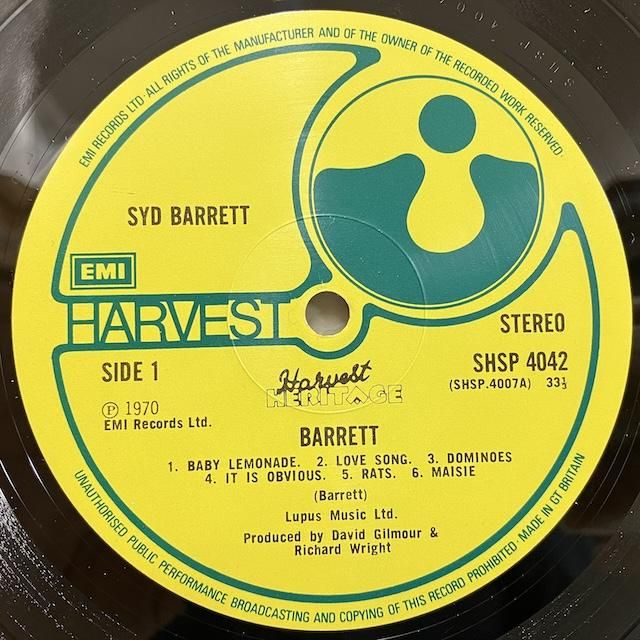 EMI RECORDS LTD · ALL RIGHTS OF THE MANUFACTURER AND OF THE OWNER OF THE RECORDED WORK RESERVED ·
SYD BARRETT
EMI
HARVEST
STEREO
SIDE 1
SHSP 4042
(SHSP.4007A) 33⅓
Harvest
HERITAGE
Ⓟ 1970
EMI Records Ltd.
BARRETT
1. BABY LEMONADE. 2. LOVE SONG. 3. DOMINOES
4. IT IS OBVIOUS. 5. RATS. 6. MAISIE
(Barrett)
Lupus Music Ltd.
Produced by David Gilmour &
Richard Wright
UNAUTHORISED PUBLIC PERFORMANCE BROADCASTING AND COPYING OF THIS RECORD PROHIBITED · MADE IN GT BRITAIN